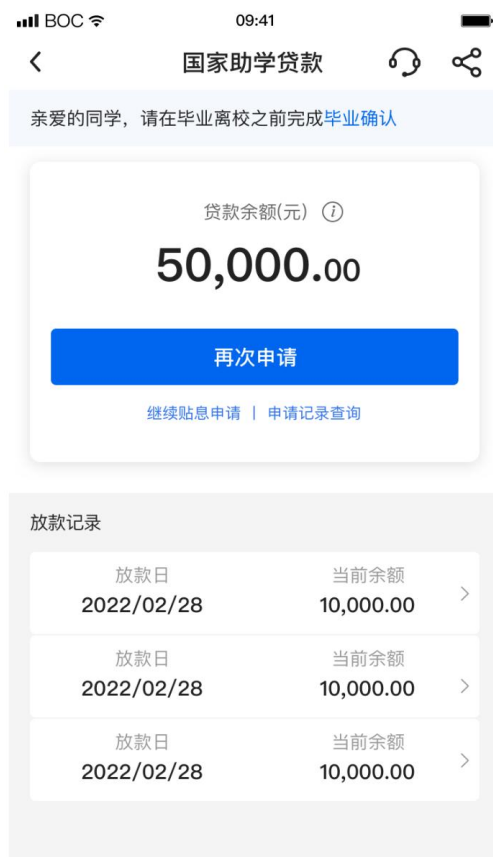 BOC 09:41
国家助学贷款
亲爱的同学，请在毕业离校之前完成毕业确认
贷款余额(元) i
50,000.00
再次申请
继续贴息申请 | 申请记录查询
放款记录
放款日 当前余额
2022/02/28 10,000.00
放款日 当前余额
2022/02/28 10,000.00
放款日 当前余额
2022/02/28 10,000.00